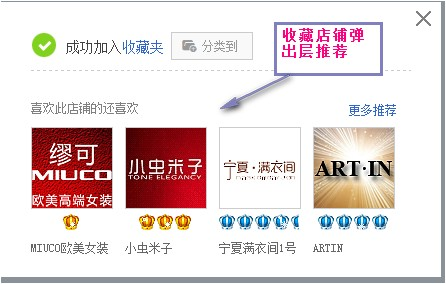 成功加入收藏夹
分类到
收藏店铺弹
出层推荐
喜欢此店铺的还喜欢
更多推荐
缪可
MIUCO
欧美高端女装
小虫米子
TONE ELEGANCY
宁夏·满衣间
ART·IN
MIUCO欧美女装
小虫米子
宁夏满衣间1号
ARTIN